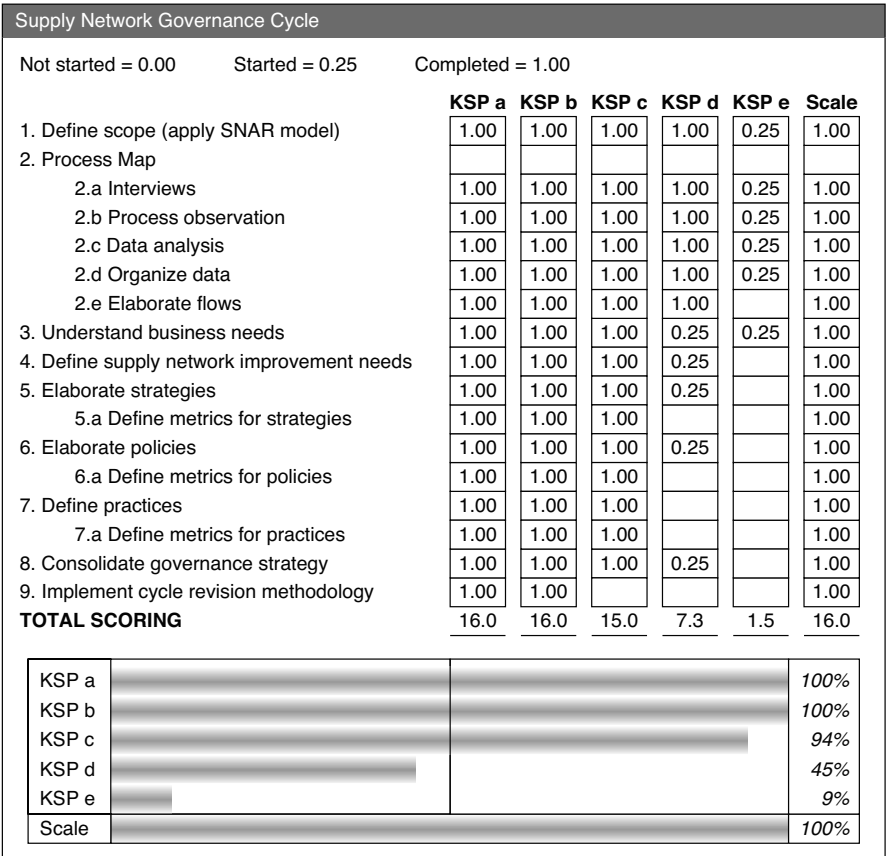 Supply Network Governance Cycle
Not started = 0.00 Started = 0.25 Completed = 1.00
KSP a KSP b KSP c KSP d KSP e Scale
1. Define scope (apply SNAR model) 1.00 1.00 1.00 1.00 0.25 1.00
2. Process Map
2.a Interviews 1.00 1.00 1.00 1.00 0.25 1.00
2.b Process observation 1.00 1.00 1.00 1.00 0.25 1.00
2.c Data analysis 1.00 1.00 1.00 1.00 0.25 1.00
2.d Organize data 1.00 1.00 1.00 1.00 0.25 1.00
2.e Elaborate flows 1.00 1.00 1.00 1.00 1.00
3. Understand business needs 1.00 1.00 1.00 0.25 0.25 1.00
4. Define supply network improvement needs 1.00 1.00 1.00 0.25 1.00
5. Elaborate strategies 1.00 1.00 1.00 0.25 1.00
5.a Define metrics for strategies 1.00 1.00 1.00 1.00
6. Elaborate policies 1.00 1.00 1.00 0.25 1.00
6.a Define metrics for policies 1.00 1.00 1.00 1.00
7. Define practices 1.00 1.00 1.00 1.00
7.a Define metrics for practices 1.00 1.00 1.00 1.00
8. Consolidate governance strategy 1.00 1.00 1.00 0.25 1.00
9. Implement cycle revision methodology 1.00 1.00 1.00
TOTAL SCORING 16.0 16.0 15.0 7.3 1.5 16.0
KSP a 100%
KSP b 100%
KSP c 94%
KSP d 45%
KSP e 9%
Scale 100%